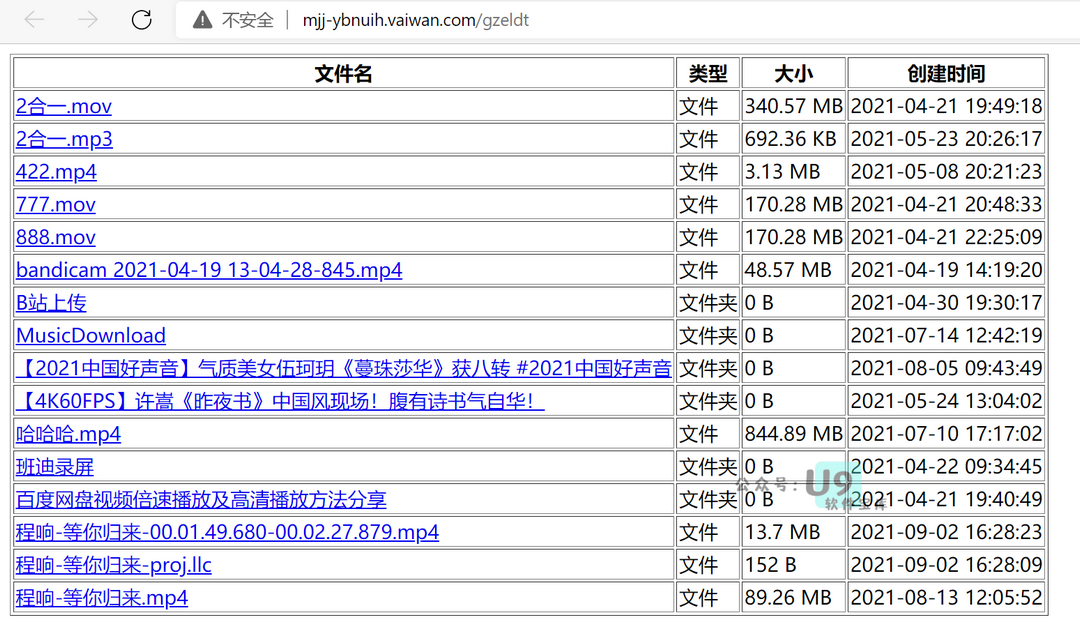 不安全 | mjj-ybnuih.vaiwan.com/gzeldt
文件名 类型 大小 创建时间
2合一.mov 文件 340.57 MB 2021-04-21 19:49:18
2合一.mp3 文件 692.36 KB 2021-05-23 20:26:17
422.mp4 文件 3.13 MB 2021-05-08 20:21:23
777.mov 文件 170.28 MB 2021-04-21 20:48:33
888.mov 文件 170.28 MB 2021-04-21 22:25:09
bandicam 2021-04-19 13-04-28-845.mp4 文件 48.57 MB 2021-04-19 14:19:20
B站上传 文件夹 0 B 2021-04-30 19:30:17
MusicDownload 文件夹 0 B 2021-07-14 12:42:19
【2021中国好声音】气质美女伍珂玥《蔓珠莎华》获八转 #2021中国好声音 文件夹 0 B 2021-08-05 09:43:49
【4K60FPS】许嵩《昨夜书》中国风现场！腹有诗书气自华！ 文件夹 0 B 2021-05-24 13:04:02
哈哈哈.mp4 文件 844.89 MB 2021-07-10 17:17:02
班迪录屏 文件夹 0 B 2021-04-22 09:34:45
百度网盘视频倍速播放及高清播放方法分享 文件夹 0 B 2021-04-21 19:40:49
公众号：U9
软件宝库
程响-等你归来-00.01.49.680-00.02.27.879.mp4 文件 13.7 MB 2021-09-02 16:28:23
程响-等你归来-proj.llc 文件 152 B 2021-09-02 16:28:09
程响-等你归来.mp4 文件 89.26 MB 2021-08-13 12:05:52